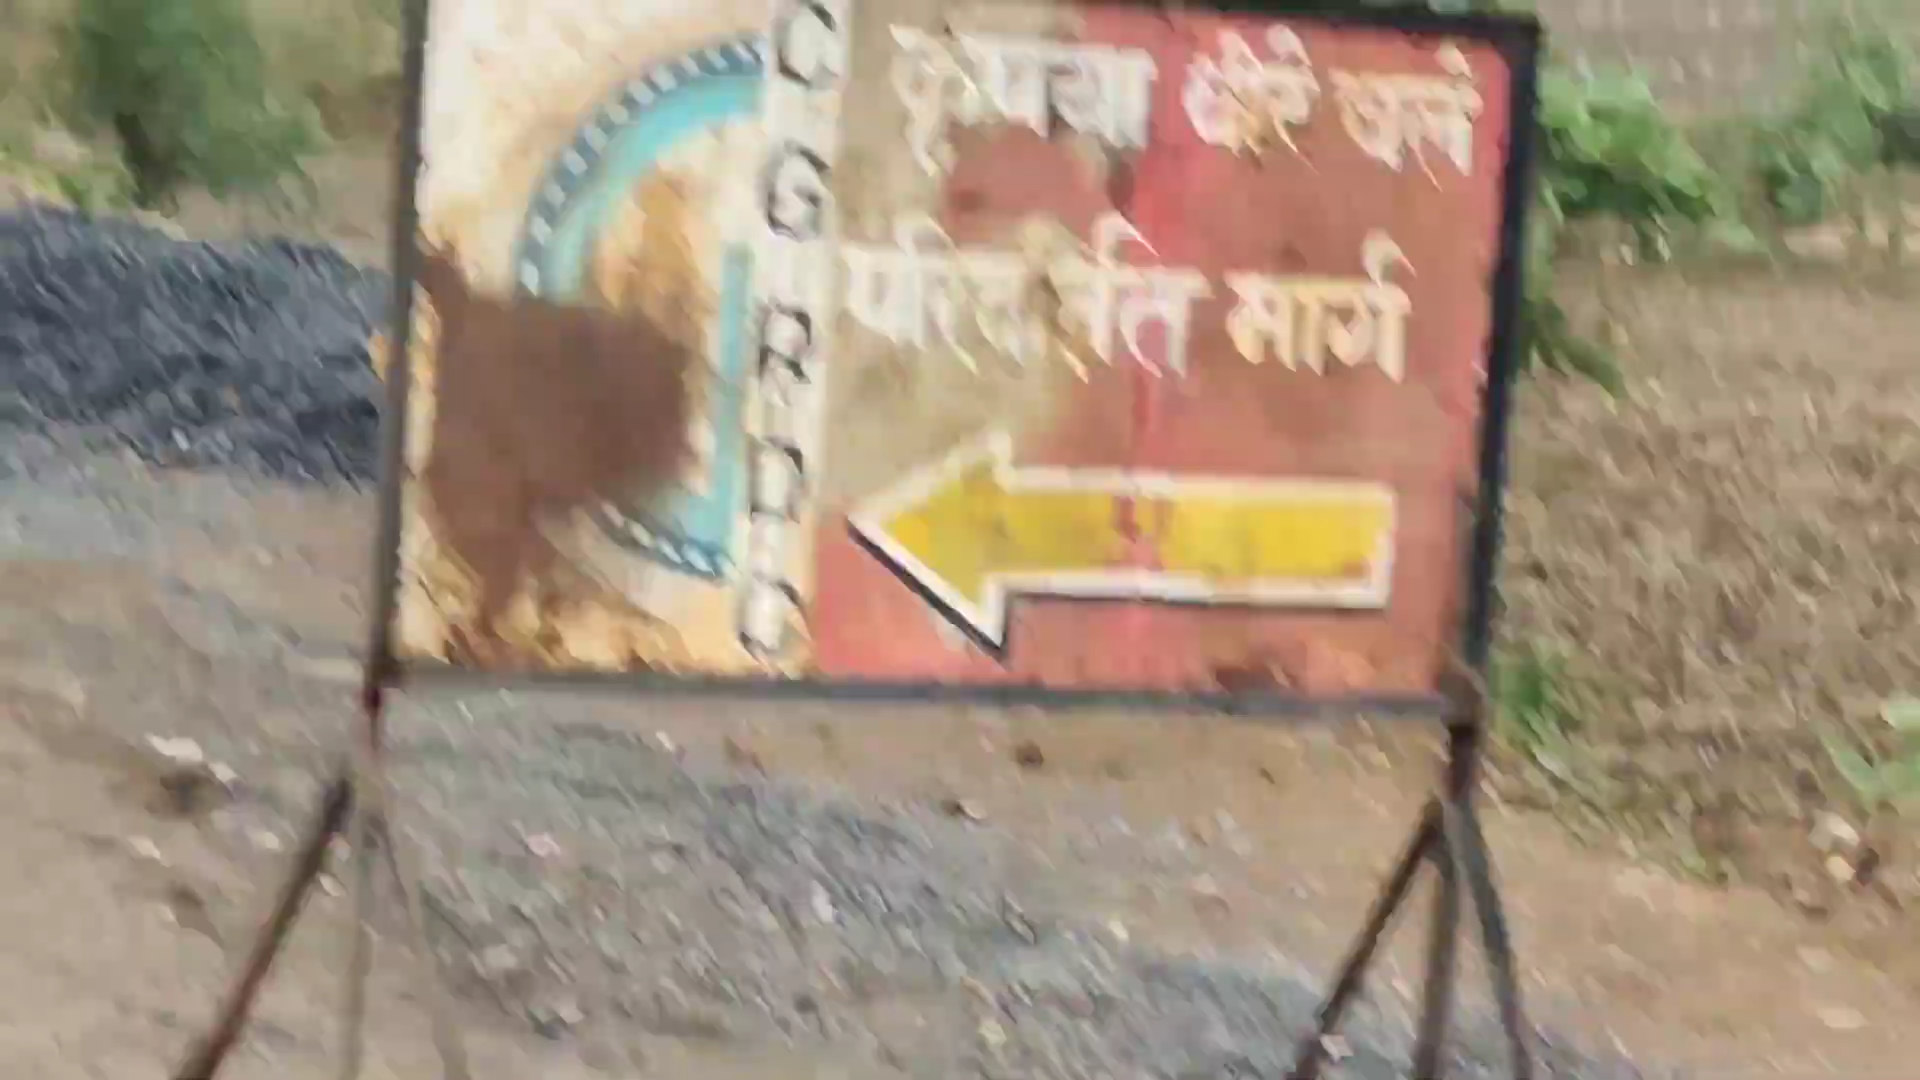 कृपया धीरे चलें
परिवर्तित मार्ग